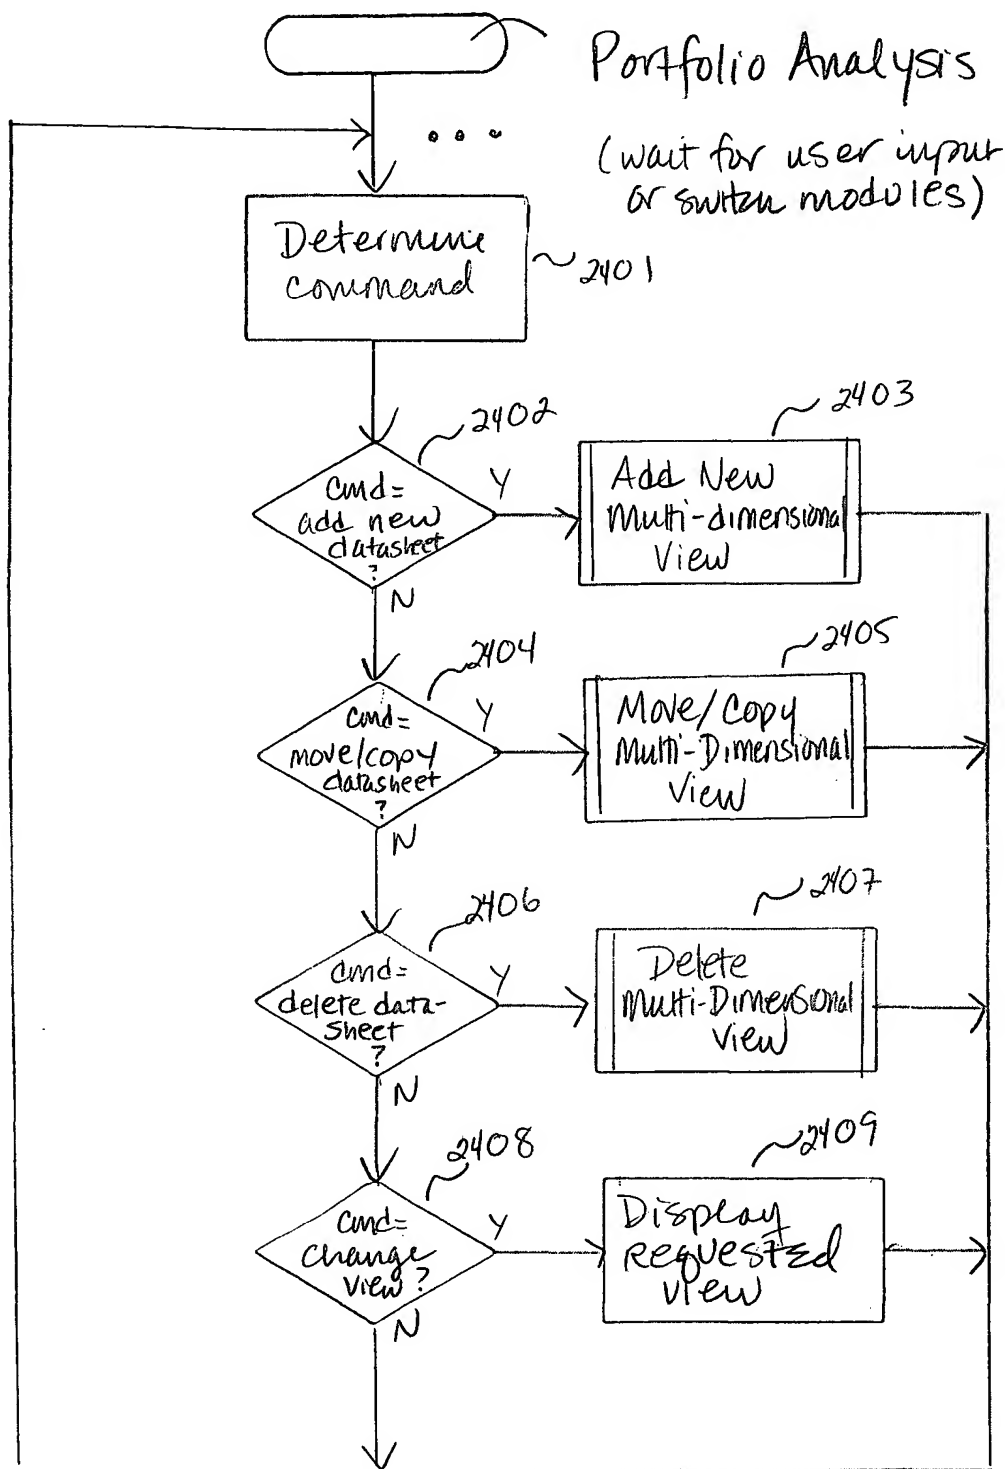 Portfolio Analysis
(wait for user input
or switch modules)
...
Determine
command
2401
2402
cmd=
add new
datasheet
?
Y
N
2403
Add New
Multi-dimensional
View
2404
cmd=
move/copy
datasheet
?
Y
N
2405
Move/Copy
Multi-Dimensional
View
2406
cmd=
delete data-
sheet
?
Y
N
2407
Delete
Multi-Dimensional
View
2408
cmd=
change
view?
Y
N
2409
Display
requested
view